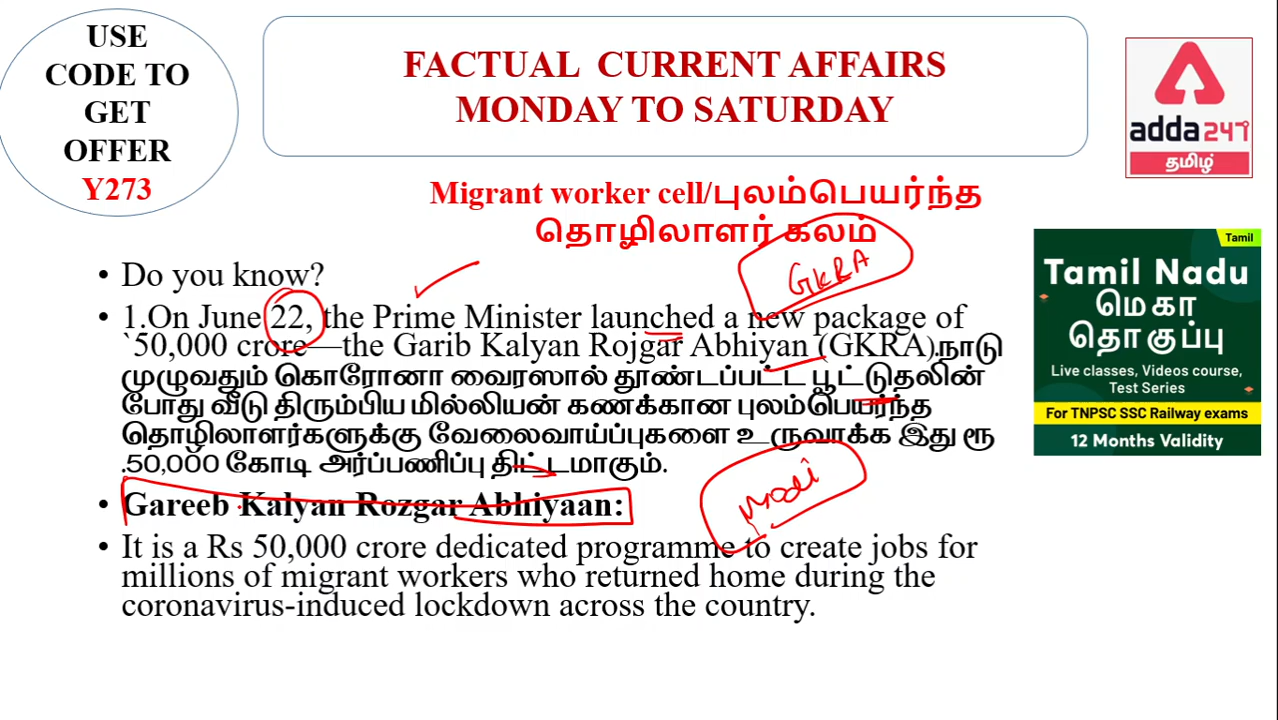 USE
CODE TO
GET
OFFER
Y273
FACTUAL CURRENT AFFAIRS
MONDAY TO SATURDAY
adda247
தமிழ்
Migrant worker cell/புலம்பெயர்ந்த
தொழிலாளர் கலம்
GKRA
• Do you know?
• 1.On June 22, the Prime Minister launched a new package of
`50,000 crore—the Garib Kalyan Rojgar Abhiyan (GKRA).நாடு
முழுவதும் கொரோனா வைரஸால் தூண்டப்பட்ட பூட்டுதலின்
போது வீடு திரும்பிய மில்லியன் கணக்கான புலம்பெயர்ந்த
தொழிலாளர்களுக்கு வேலைவாய்ப்புகளை உருவாக்க இது ரூ
.50,000 கோடி அர்ப்பணிப்பு திட்டமாகும்.
Modi
• Gareeb Kalyan Rozgar Abhiyaan:
• It is a Rs 50,000 crore dedicated programme to create jobs for
millions of migrant workers who returned home during the
coronavirus-induced lockdown across the country.
Tamil
Tamil Nadu
மெகா
தொகுப்பு
Live classes, Videos course,
Test Series
For TNPSC SSC Railway exams
12 Months Validity